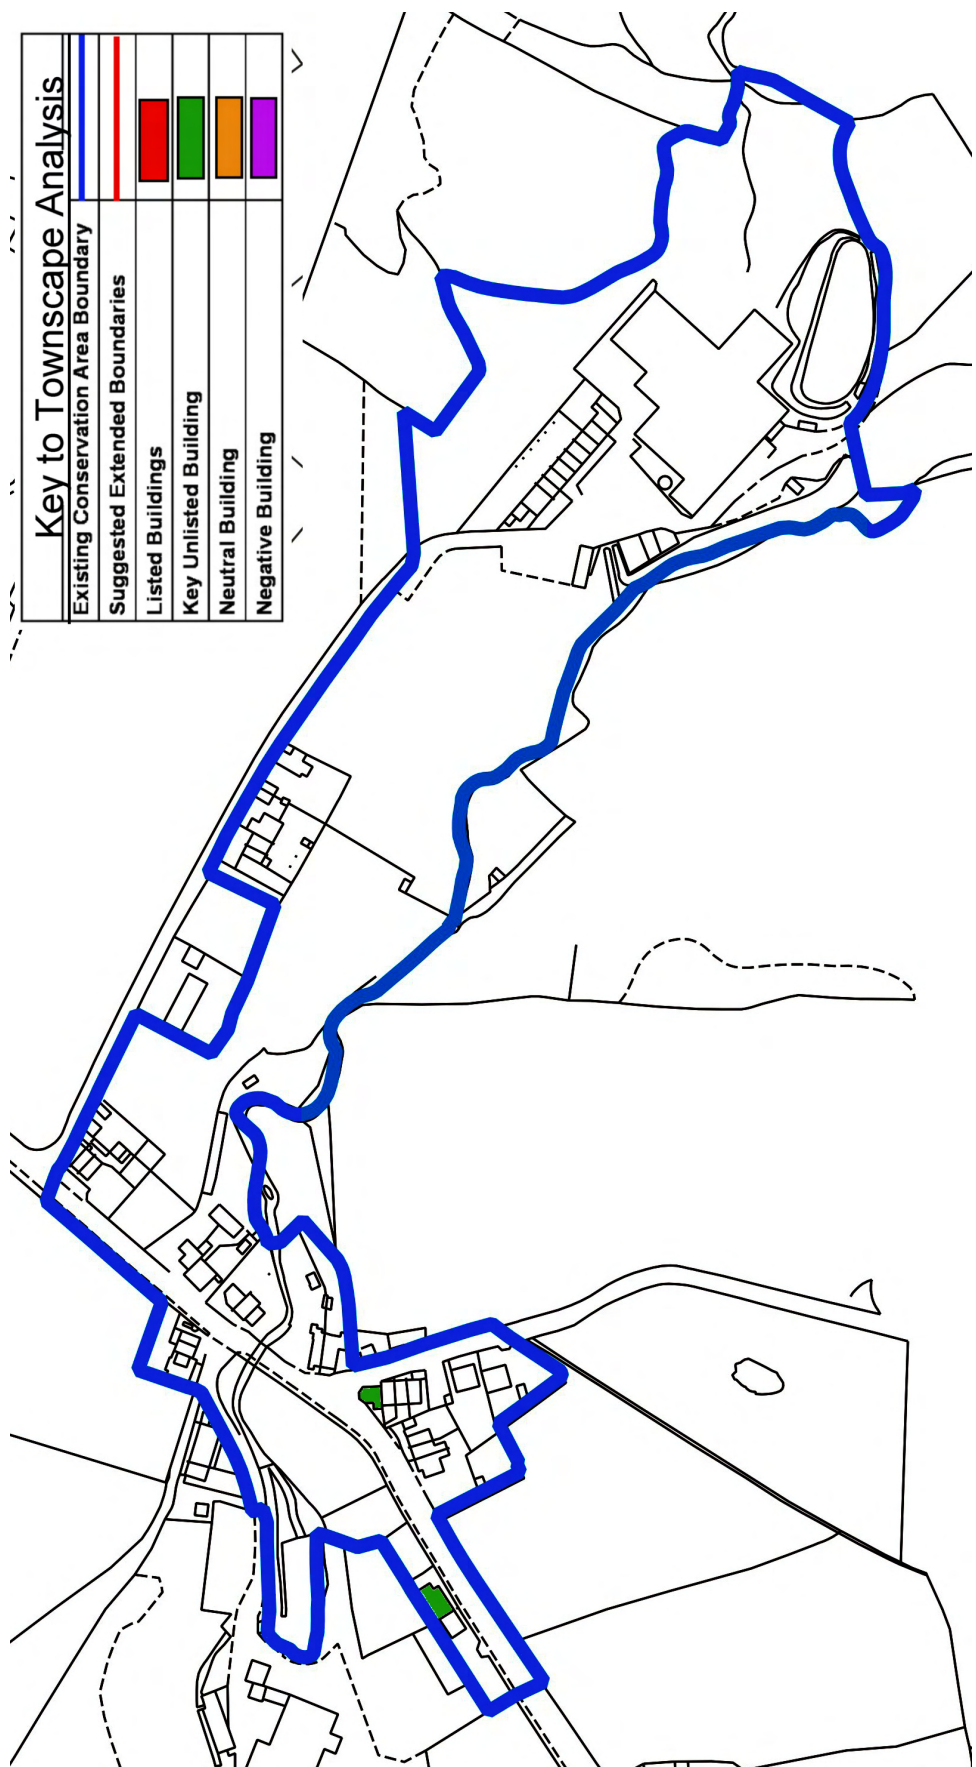 Key to Townscape Analysis
Existing Conservation Area Boundary
Suggested Extended Boundaries
Listed Buildings
Key Unlisted Building
Neutral Building
Negative Building